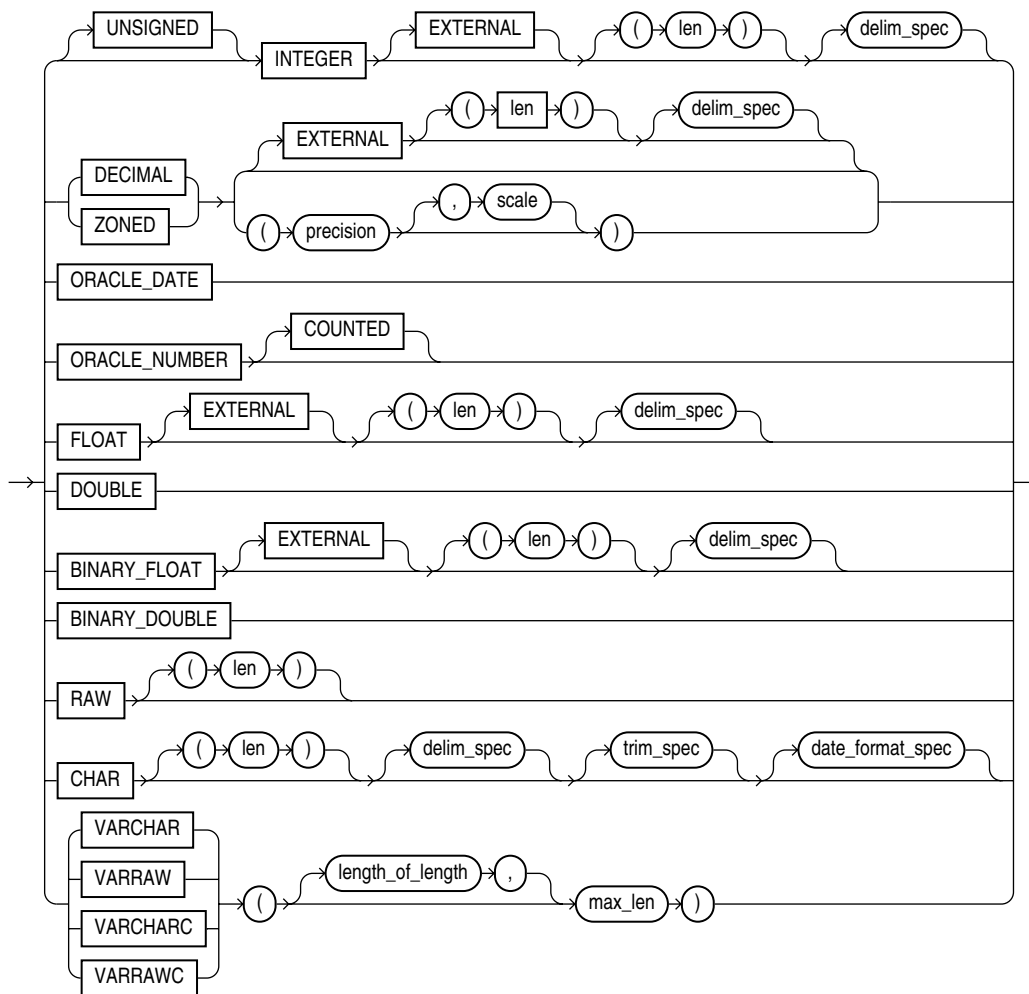 UNSIGNED EXTERNAL ( len ) delim_spec
INTEGER
( len ) delim_spec
EXTERNAL
DECIMAL
ZONED
( precision , scale )
ORACLE_DATE
COUNTED
ORACLE_NUMBER
EXTERNAL ( len ) delim_spec
FLOAT
DOUBLE
EXTERNAL ( len ) delim_spec
BINARY_FLOAT
BINARY_DOUBLE
( len )
RAW
( len ) delim_spec trim_spec date_format_spec
CHAR
VARCHAR
VARRAW
VARCHARC
VARRAWC
length_of_length ,
( max_len )